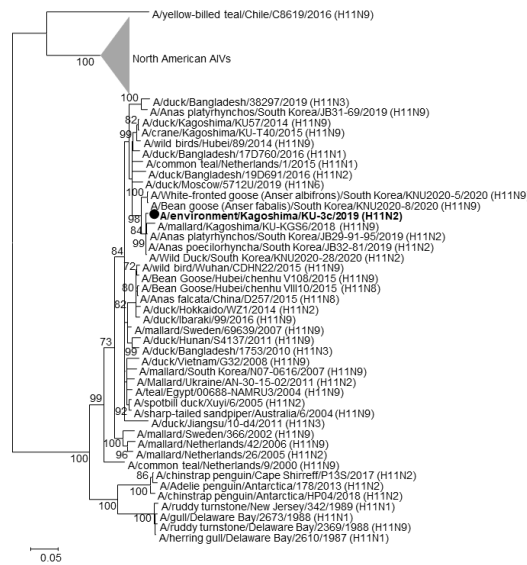 A/yellow-billed teal/Chile/C8619/2016 (H11N9)
100
North American AIVs
100
A/duck/Bangladesh/38297/2019 (H11N3)
A/Anas platyrhynchos/South Korea/JB31-69/2019 (H11N9)
82
A/duck/Kagoshima/KU57/2014 (H11N9)
99
A/crane/Kagoshima/KU-T40/2015 (H11N9)
A/wild birds/Hubei/89/2014 (H11N9)
A/duck/Bangladesh/17D760/2016 (H11N1)
A/common teal/Netherlands/1/2015 (H11N1)
A/duck/Bangladesh/19D691/2016 (H11N2)
A/duck/Moscow/5712U/2019 (H11N6)
100
A/White-fronted goose (Anser albifrons)/South Korea/KNU2020-5/2020 (H11N9
A/Bean goose (Anser fabalis)/South Korea/KNU2020-8/2020 (H11N9)
98
A/environment/Kagoshima/KU-3c/2019 (H11N2)
84
A/mallard/Kagoshima/KU-KGS6/2018 (H11N9)
A/Anas platyrhynchos/South Korea/JB29-91-95/2019 (H11N2)
99
A/Anas poecilorhyncha/South Korea/JB32-81/2019 (H11N2)
84
A/Wild Duck/South Korea/KNU2020-28/2020 (H11N2)
72
A/wild bird/Wuhan/CDHN22/2015 (H11N9)
A/Bean Goose/Hubei/chenhu V108/2015 (H11N9)
80
A/Bean Goose/Hubei/chenhu VIII10/2015 (H11N8)
A/Anas falcata/China/D257/2015 (H11N8)
82
A/duck/Hokkaido/WZ1/2014 (H11N2)
A/duck/Ibaraki/99/2016 (H11N9)
A/mallard/Sweden/69639/2007 (H11N9)
73
A/duck/Hunan/S4137/2011 (H11N9)
99
A/duck/Bangladesh/1753/2010 (H11N3)
A/duck/Vietnam/G32/2008 (H11N9)
A/mallard/South Korea/N07-0616/2007 (H11N9)
A/Mallard/Ukraine/AN-30-15-02/2011 (H11N2)
99
A/teal/Egypt/00688-NAMRU3/2004 (H11N9)
A/spotbill duck/Xuyi/6/2005 (H11N2)
92
A/sharp-tailed sandpiper/Australia/6/2004 (H11N9)
A/duck/Jiangsu/10-d4/2011 (H11N3)
A/mallard/Sweden/366/2002 (H11N9)
100
A/mallard/Netherlands/42/2006 (H11N9)
96
A/mallard/Netherlands/26/2005 (H11N2)
100
A/common teal/Netherlands/9/2000 (H11N9)
86
A/chinstrap penguin/Cape Shirreff/P13S/2017 (H11N2)
A/Adelie penguin/Antarctica/178/2013 (H11N2)
100
A/chinstrap penguin/Antarctica/HP04/2018 (H11N2)
100
A/ruddy turnstone/New Jersey/342/1989 (H11N1)
A/gull/Delaware Bay/2673/1988 (H11N1)
100
A/ruddy turnstone/Delaware Bay/2369/1988 (H11N9)
A/herring gull/Delaware Bay/2610/1987 (H11N1)
0.05